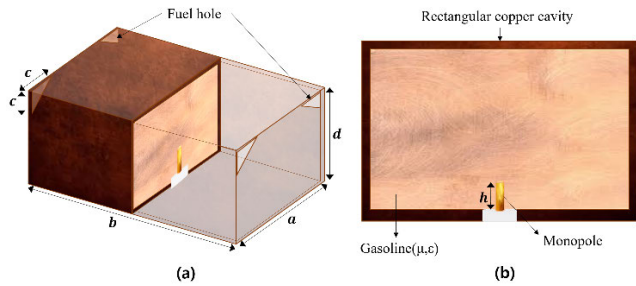 Fuel hole
c
c
d
b
a
(a)
Rectangular copper cavity
h
Gasoline(μ,ε)
Monopole
(b)